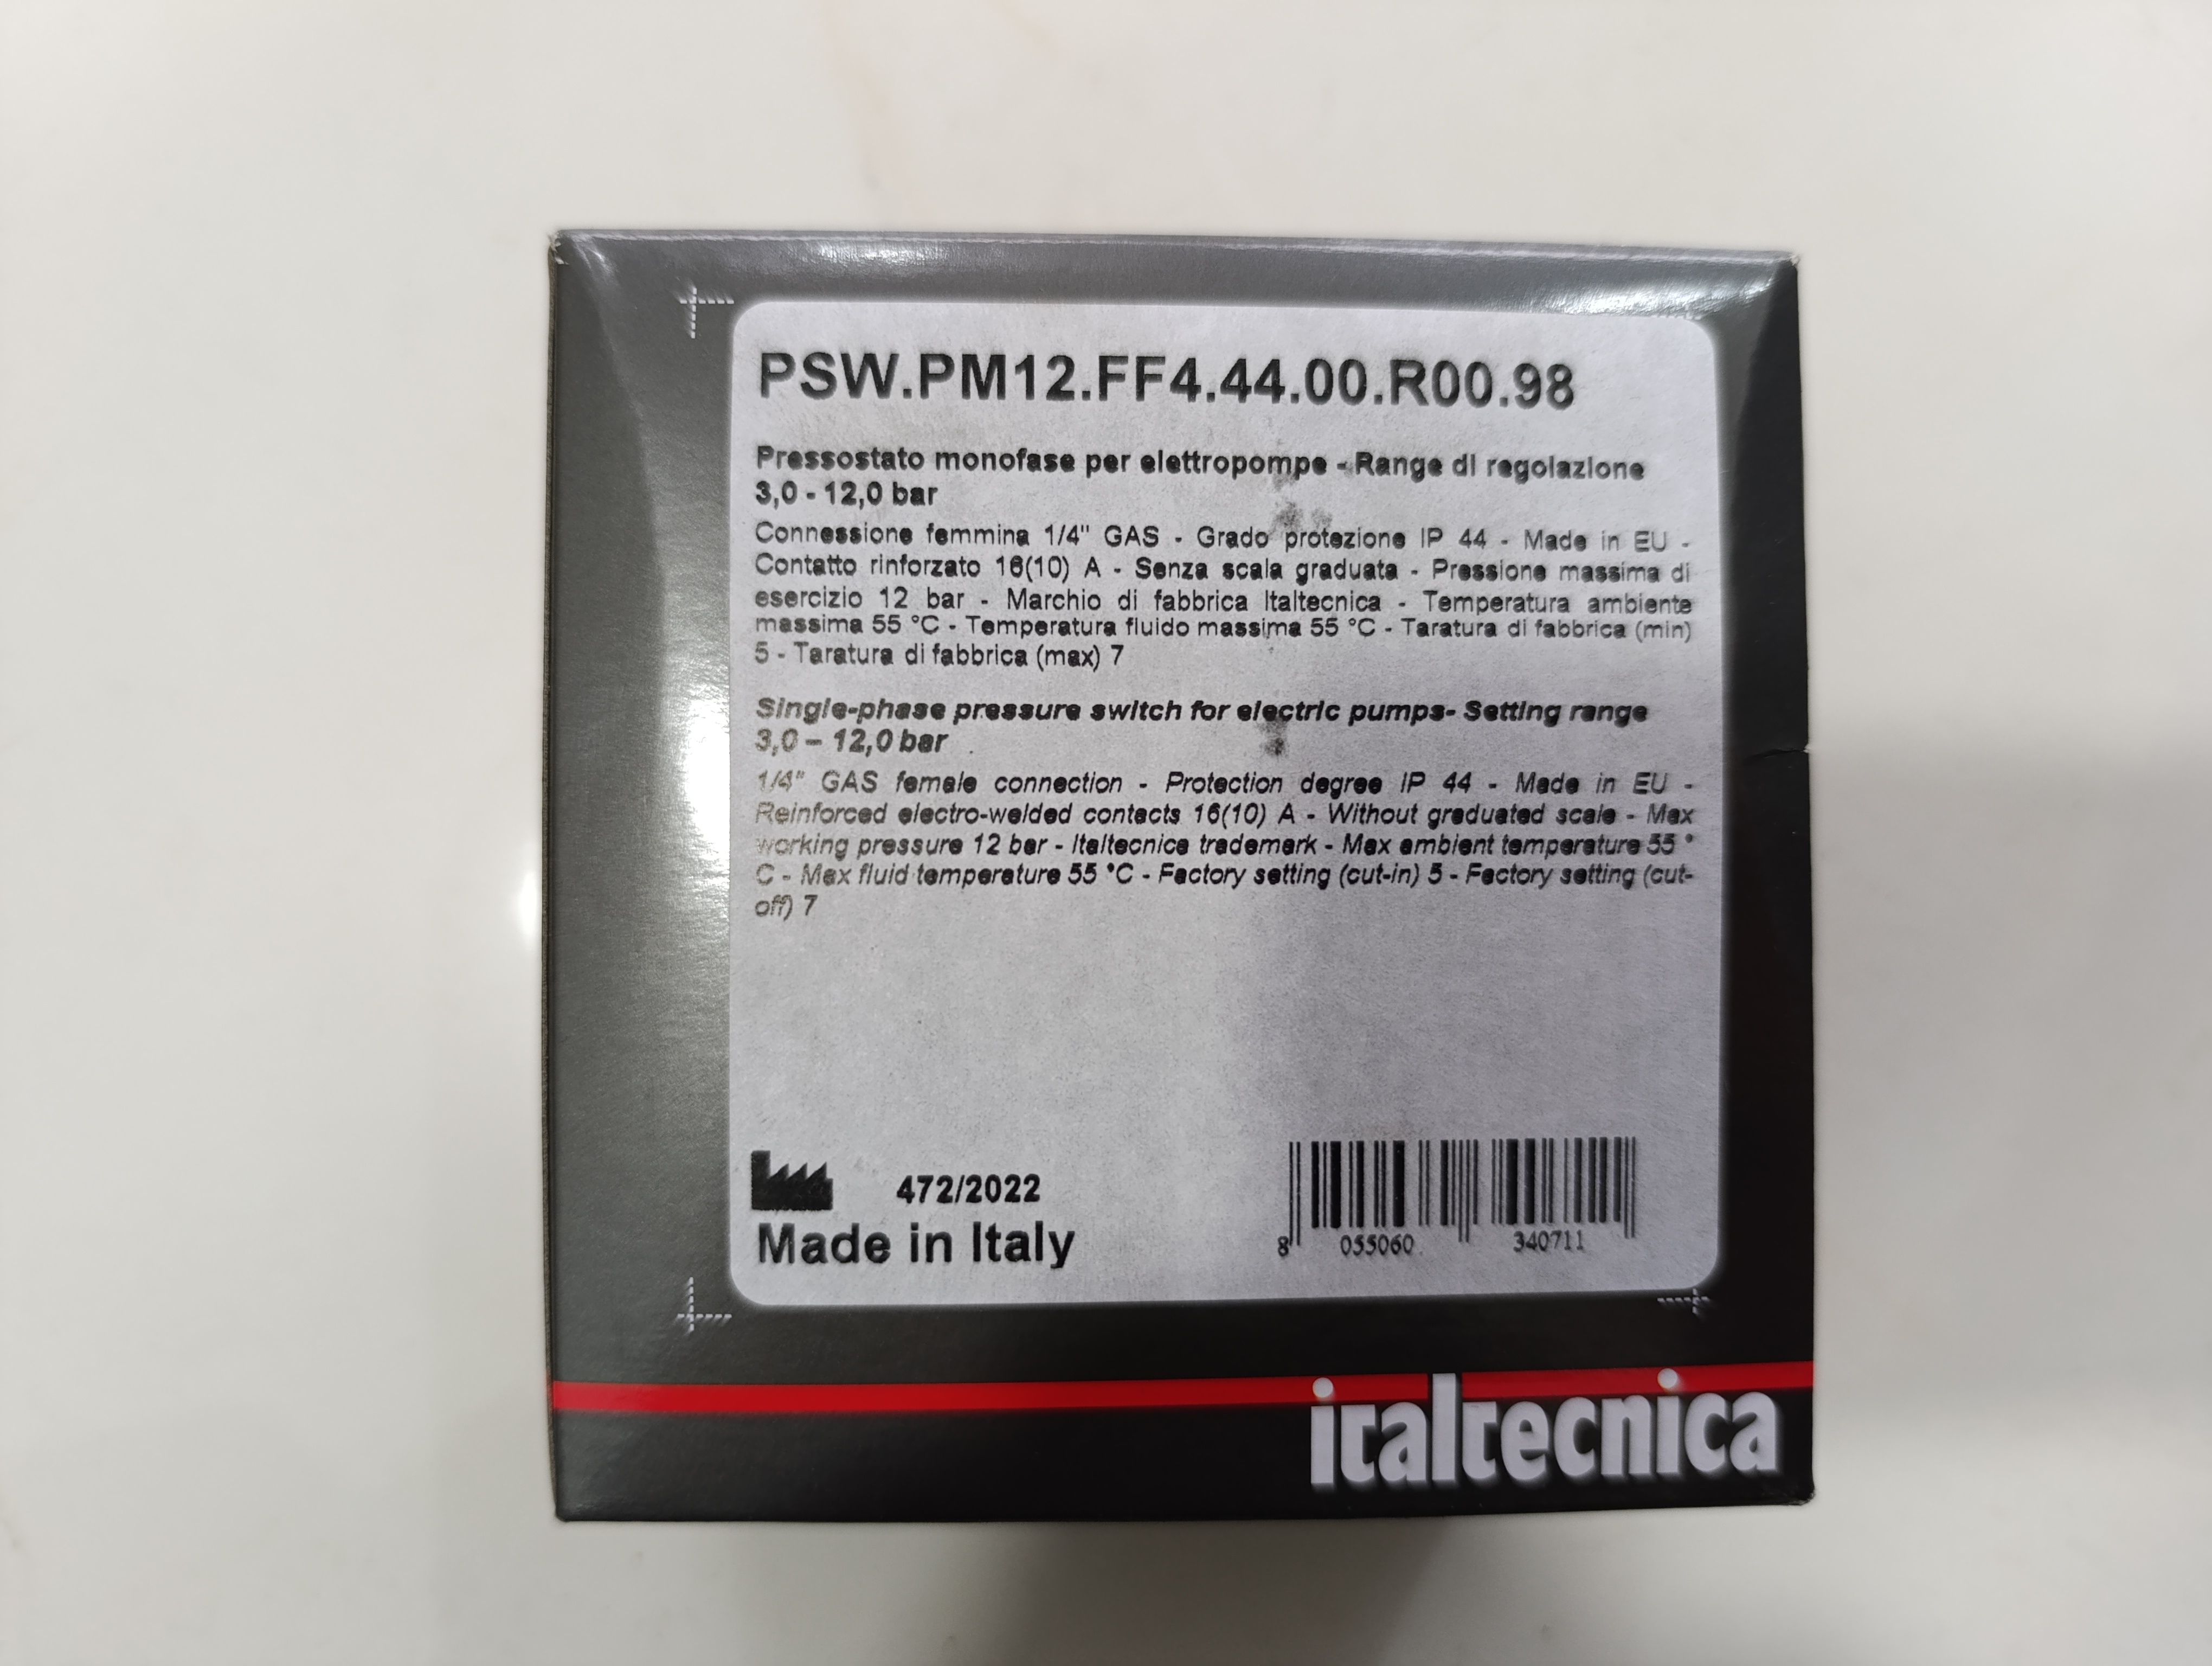 PSW.PM12.FF4.44.00.R00.98
Pressostato monofase per elettropompe - Range di regolazione
3,0 - 12,0 bar
Connessione femmina 1/4" GAS - Grado protezione IP 44 - Made in EU -
Contatto rinforzato 16(10) A - Senza scala graduata - Pressione massima di
esercizio 12 bar - Marchio di fabbrica Italtecnica - Temperatura ambiente
massima 55 °C - Temperatura fluido massima 55 °C - Taratura di fabbrica (min)
5 - Taratura di fabbrica (max) 7
Single-phase pressure switch for electric pumps- Setting range
3,0 – 12,0 bar
1/4" GAS female connection - Protection degree IP 44 - Made in EU -
Reinforced electro-welded contacts 16(10) A - Without graduated scale - Max
working pressure 12 bar - Italtecnica trademark - Max ambient temperature 55 °
C - Max fluid temperature 55 °C - Factory setting (cut-in) 5 - Factory setting (cut-
off) 7
472/2022
Made in Italy
8 055060 340711
italtecnica